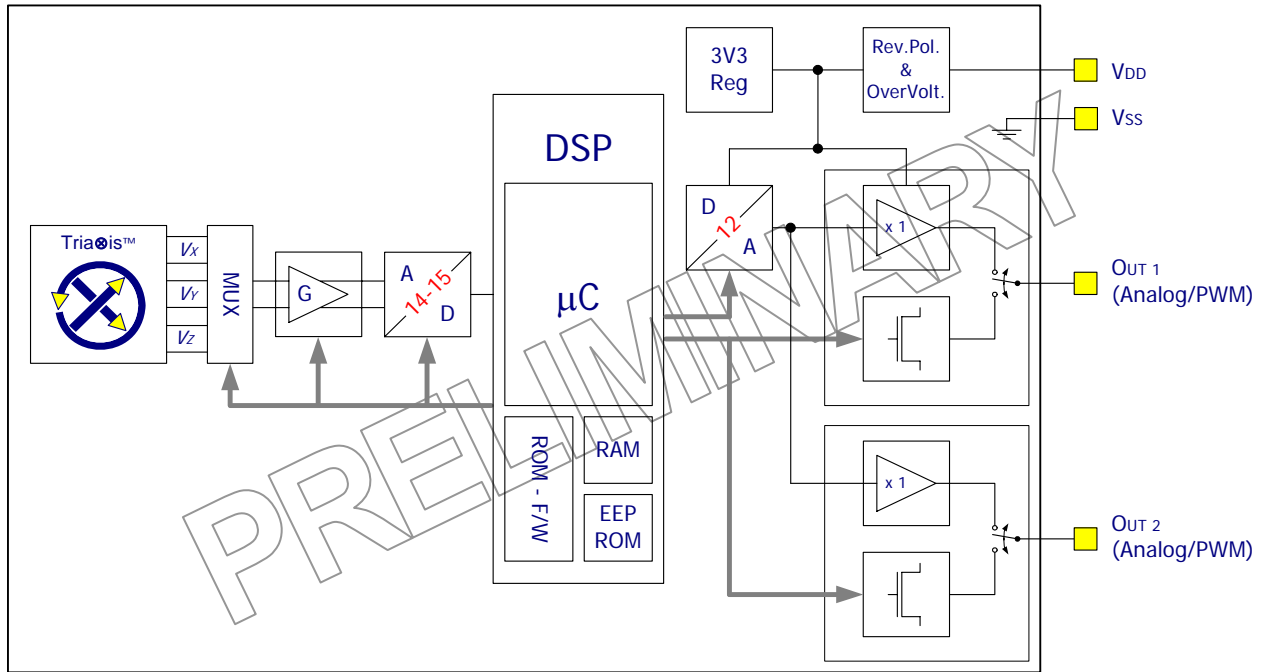 3V3
Reg
Rev.Pol.
&
OverVolt.
VDD
VSS
DSP
μC
ROM - F/W
RAM
EEP
ROM
Tria⊗is™
VX
VY
VZ
MUX
G
A
14-15
D
D
12
A
x 1
OUT 1
(Analog/PWM)
x 1
OUT 2
(Analog/PWM)
PRELIMINARY